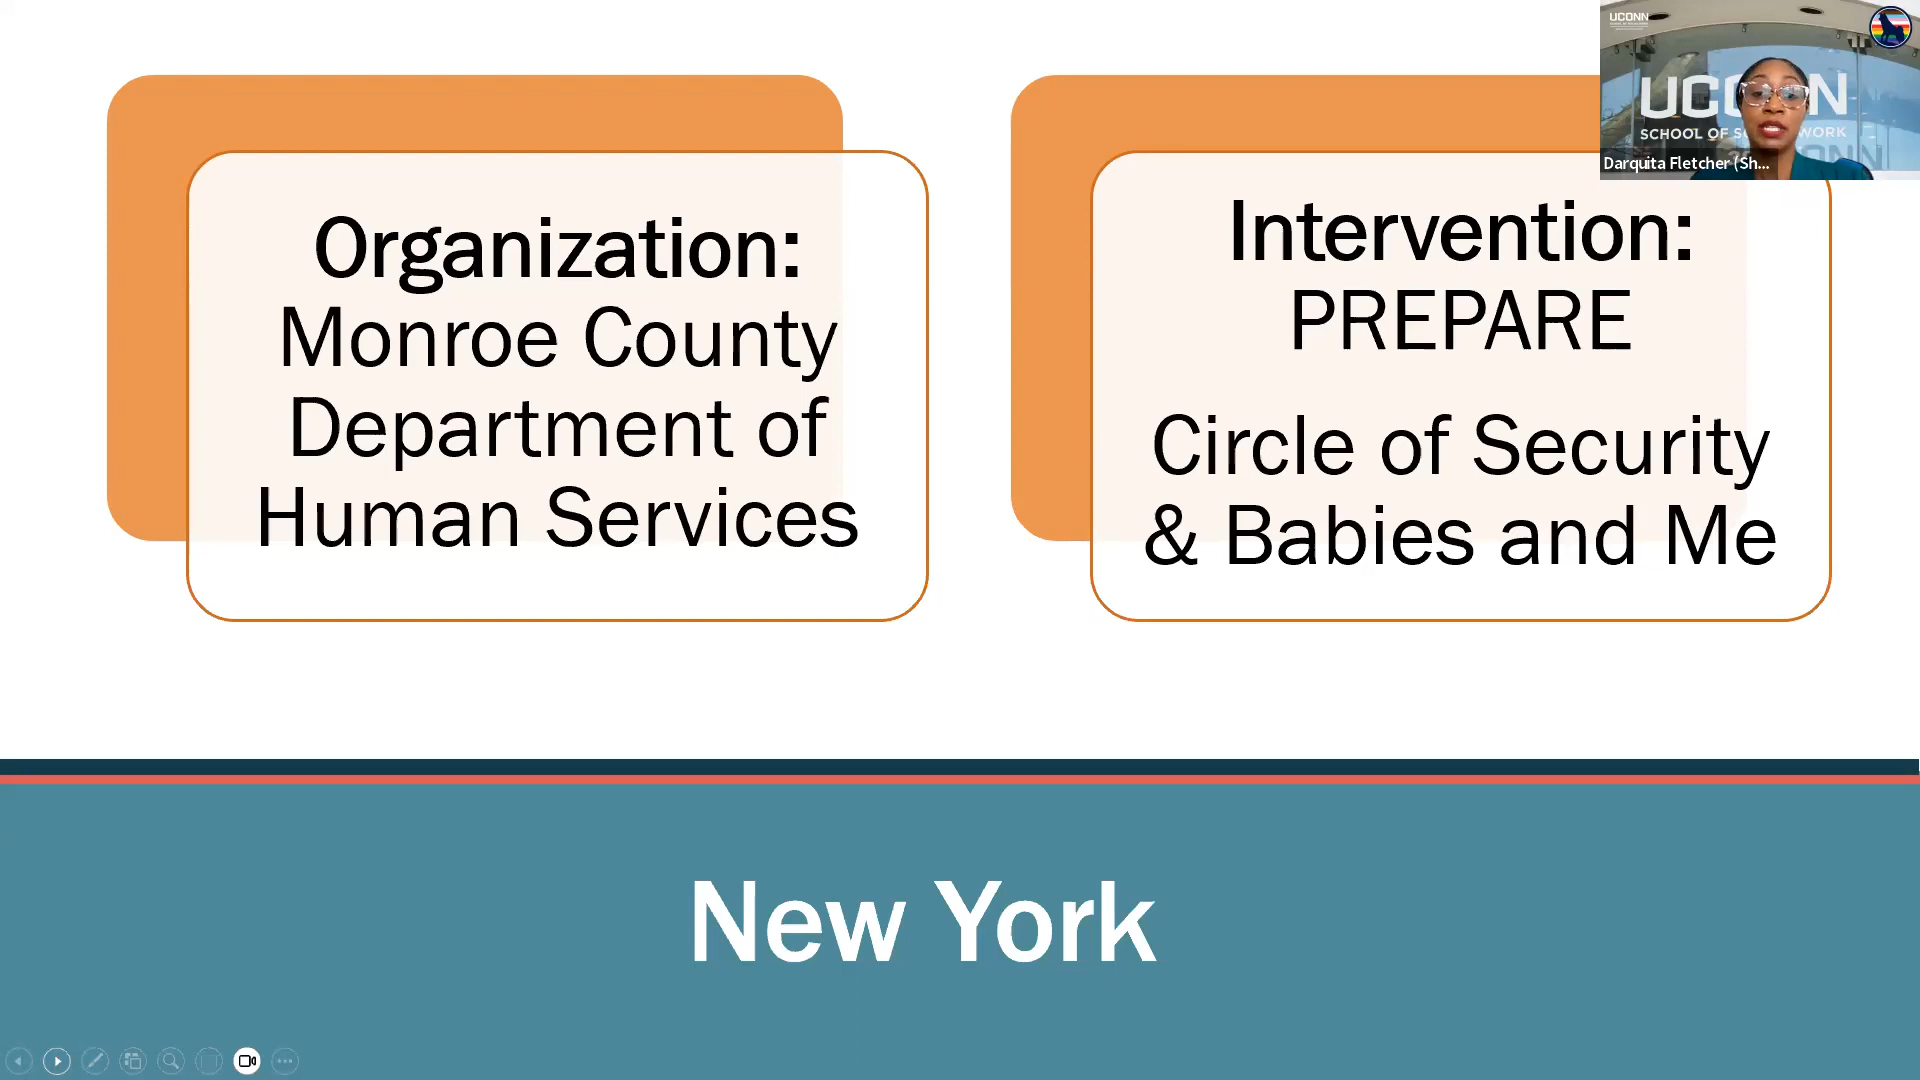 Organization:
Monroe County
Department of
Human Services
Intervention:
PREPARE
Circle of Security
& Babies and Me
New York
UCONN
SCHOOL OF WORK
Darquita Fletcher (Sh...